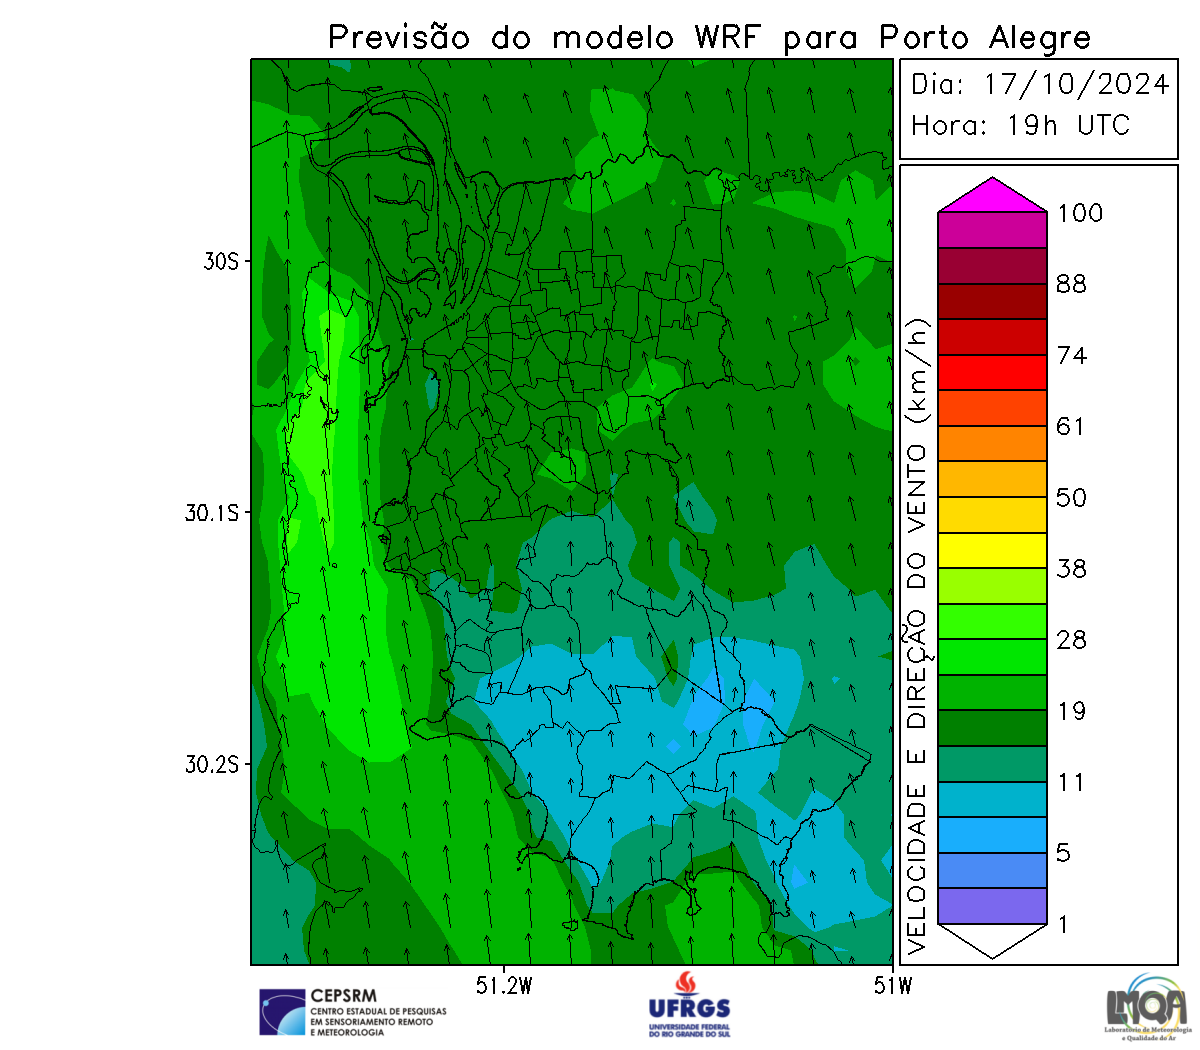 Previsão do modelo WRF para Porto Alegre
Dia: 17/10/2024
Hora: 19h UTC
30S
30.1S
30.2S
51.2W
51W
VELOCIDADE E DIREÇÃO DO VENTO (km/h)
100
88
74
61
50
38
28
19
11
5
1
CEPSRM
CENTRO ESTADUAL DE PESQUISAS
EM SENSORIAMENTO REMOTO
E METEOROLOGIA
UFRGS
UNIVERSIDADE FEDERAL
DO RIO GRANDE DO SUL
LMQA
Laboratório de Meteorologia
e Qualidade do Ar